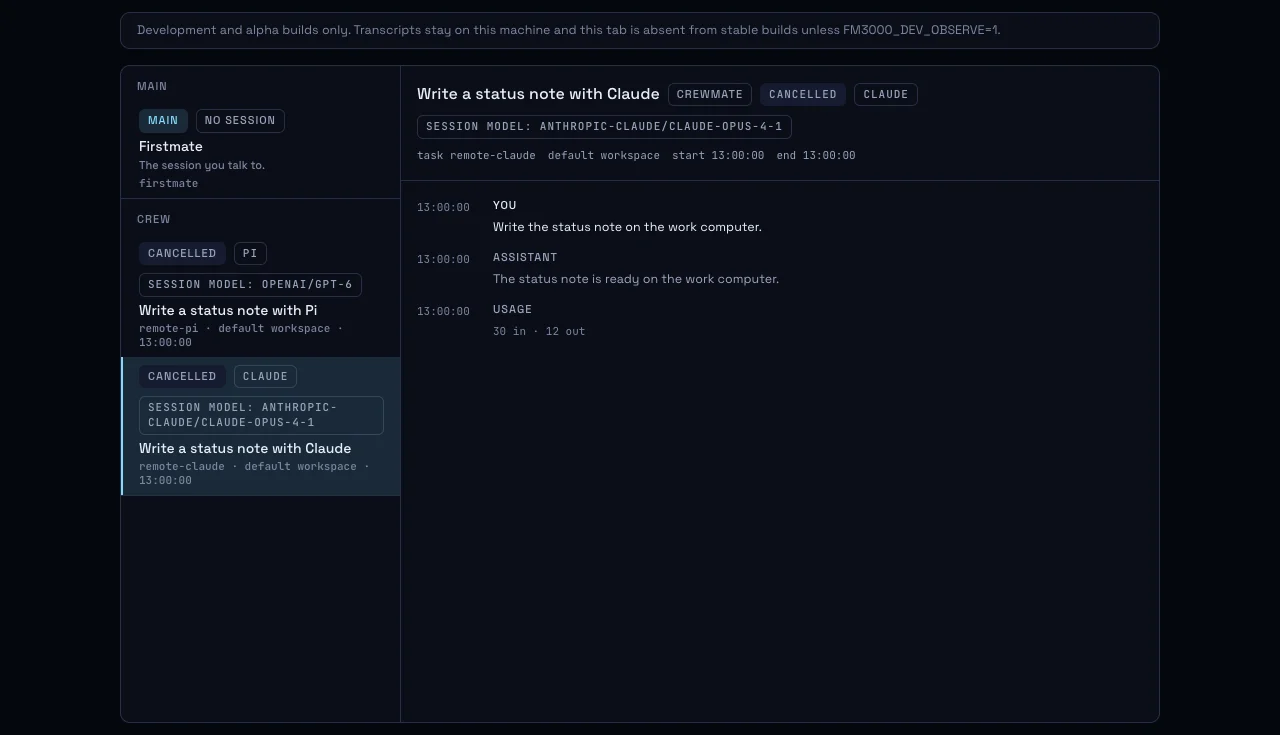 Development and alpha builds only. Transcripts stay on this machine and this tab is absent from stable builds unless FM3000_DEV_OBSERVE=1.
MAIN
MAIN NO SESSION
Firstmate
The session you talk to.
firstmate
CREW
CANCELLED PI
SESSION MODEL: OPENAI/GPT-6
Write a status note with Pi
remote-pi · default workspace ·
13:00:00
CANCELLED CLAUDE
SESSION MODEL: ANTHROPIC-
CLAUDE/CLAUDE-OPUS-4-1
Write a status note with Claude
remote-claude · default workspace ·
13:00:00
Write a status note with Claude CREWMATE CANCELLED CLAUDE
SESSION MODEL: ANTHROPIC-CLAUDE/CLAUDE-OPUS-4-1
task remote-claude default workspace start 13:00:00 end 13:00:00
13:00:00 YOU
Write the status note on the work computer.
13:00:00 ASSISTANT
The status note is ready on the work computer.
13:00:00 USAGE
30 in · 12 out